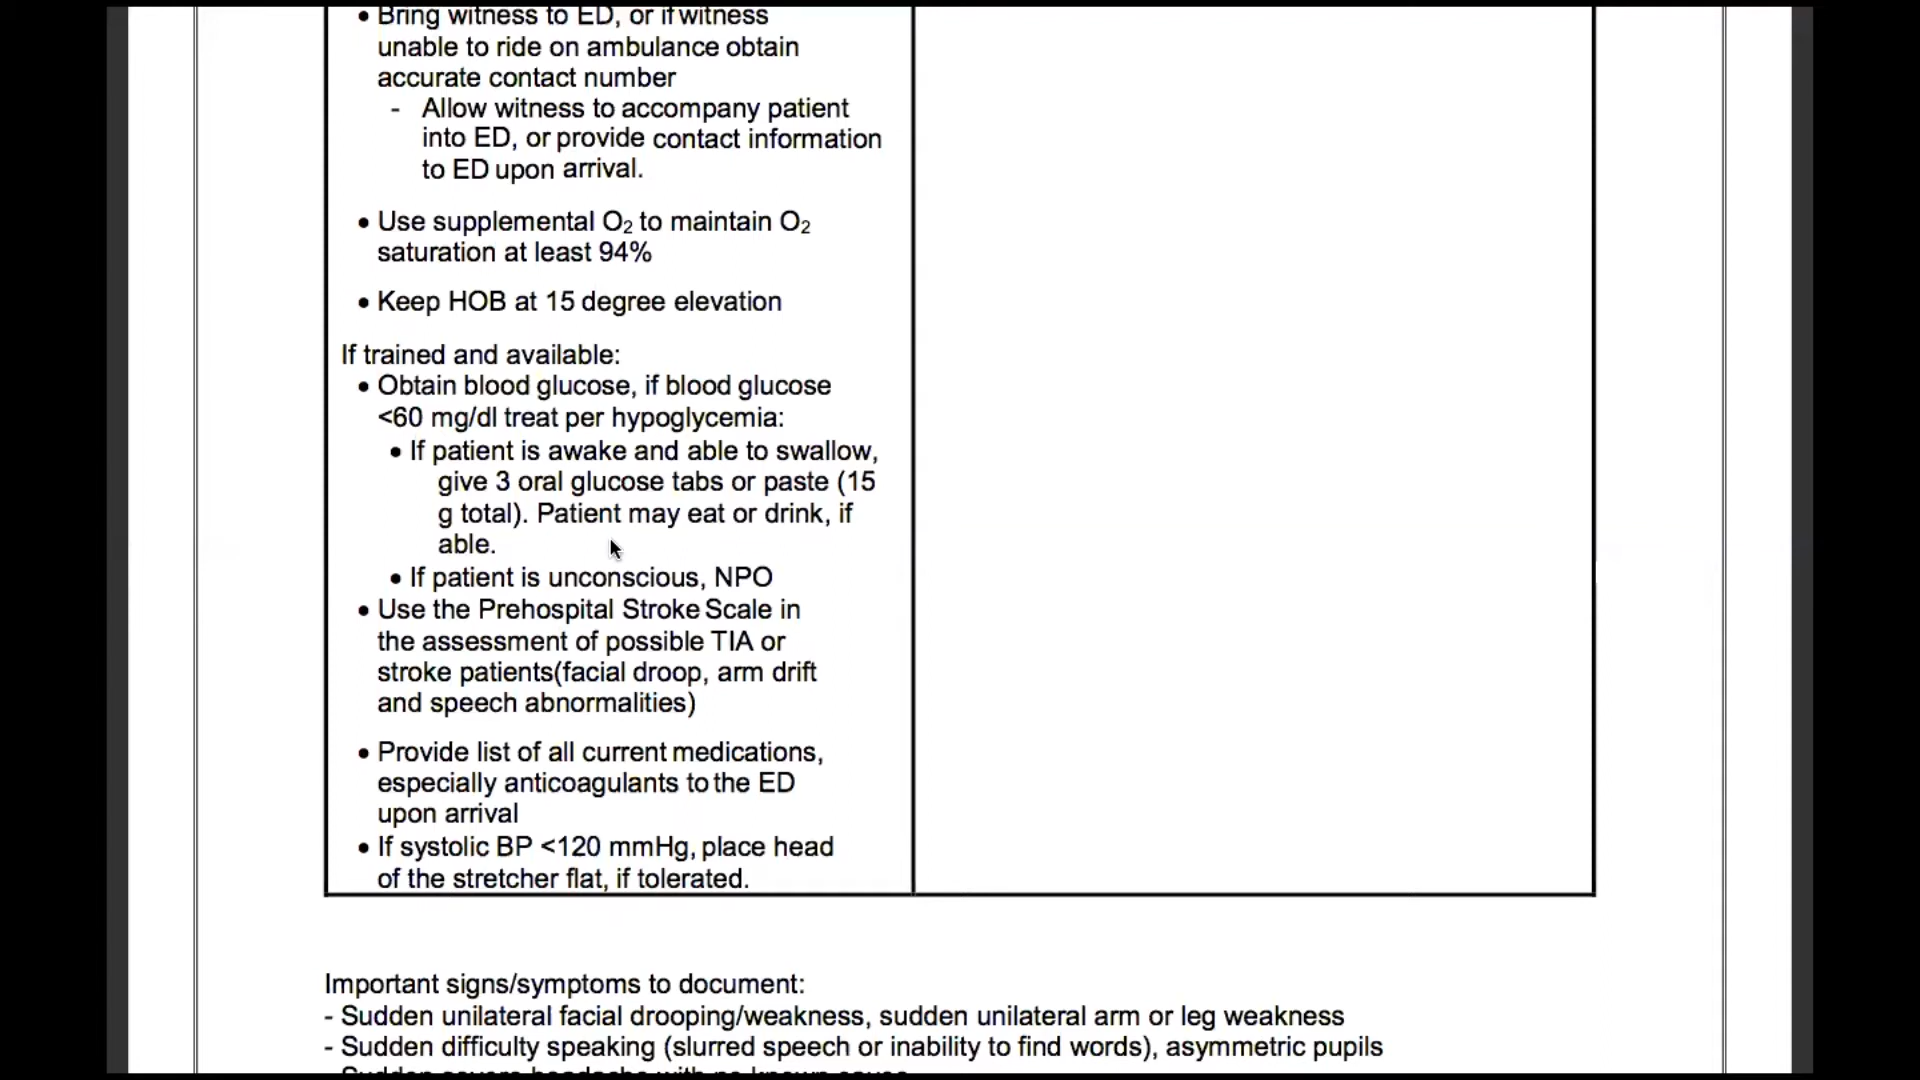 • Bring witness to ED, or if witness
unable to ride on ambulance obtain
accurate contact number
- Allow witness to accompany patient
into ED, or provide contact information
to ED upon arrival.
• Use supplemental O₂ to maintain O₂
saturation at least 94%
• Keep HOB at 15 degree elevation
If trained and available:
• Obtain blood glucose, if blood glucose
<60 mg/dl treat per hypoglycemia:
• If patient is awake and able to swallow,
give 3 oral glucose tabs or paste (15
g total). Patient may eat or drink, if
able.
• If patient is unconscious, NPO
• Use the Prehospital Stroke Scale in
the assessment of possible TIA or
stroke patients(facial droop, arm drift
and speech abnormalities)
• Provide list of all current medications,
especially anticoagulants to the ED
upon arrival
• If systolic BP <120 mmHg, place head
of the stretcher flat, if tolerated.
Important signs/symptoms to document:
- Sudden unilateral facial drooping/weakness, sudden unilateral arm or leg weakness
- Sudden difficulty speaking (slurred speech or inability to find words), asymmetric pupils
- Sudden severe headache with no known cause